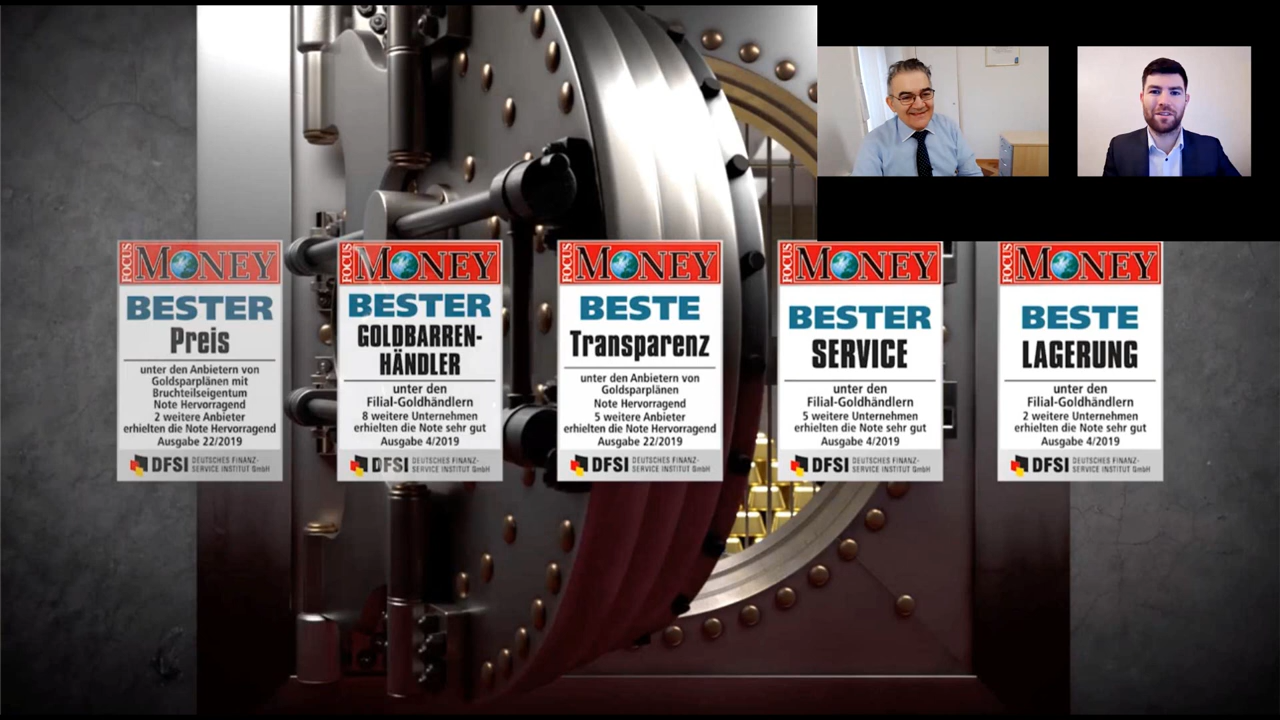 FOCUS MONEY
BESTER
Preis
unter den Anbietern von
Goldsparplänen mit
Bruchteilseigentum
Note Hervorragend
2 weitere Anbieter
erhielten die Note Hervorragend
Ausgabe 22/2019
DFSI DEUTSCHES FINANZ-
SERVICE INSTITUT GmbH
FOCUS MONEY
BESTER
GOLDBARREN-
HÄNDLER
unter den
Filial-Goldhändlern
8 weitere Unternehmen
erhielten die Note sehr gut
Ausgabe 4/2019
DFSI DEUTSCHES FINANZ-
SERVICE INSTITUT GmbH
FOCUS MONEY
BESTE
Transparenz
unter den Anbietern von
Goldsparplänen
Note Hervorragend
5 weitere Anbieter
erhielten die Note Hervorragend
Ausgabe 22/2019
DFSI DEUTSCHES FINANZ-
SERVICE INSTITUT GmbH
FOCUS MONEY
BESTER
SERVICE
unter den
Filial-Goldhändlern
5 weitere Unternehmen
erhielten die Note sehr gut
Ausgabe 4/2019
DFSI DEUTSCHES FINANZ-
SERVICE INSTITUT GmbH
FOCUS MONEY
BESTE
LAGERUNG
unter den
Filial-Goldhändlern
2 weitere Unternehmen
erhielten die Note sehr gut
Ausgabe 4/2019
DFSI DEUTSCHES FINANZ-
SERVICE INSTITUT GmbH